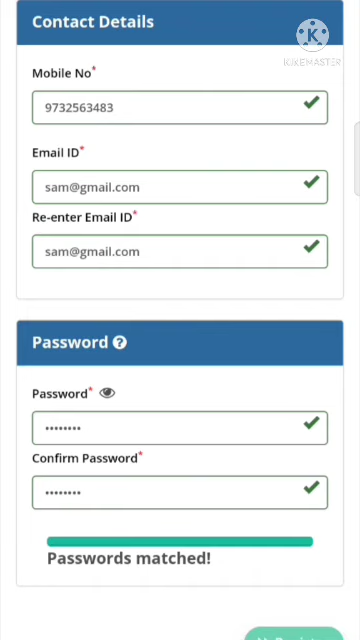 Contact Details
K
KINEMASTER
Mobile No*
9732563483
Email ID*
sam@gmail.com
Re-enter Email ID*
sam@gmail.com
Password ?
Password*
••••••••
Confirm Password*
••••••••
Passwords matched!